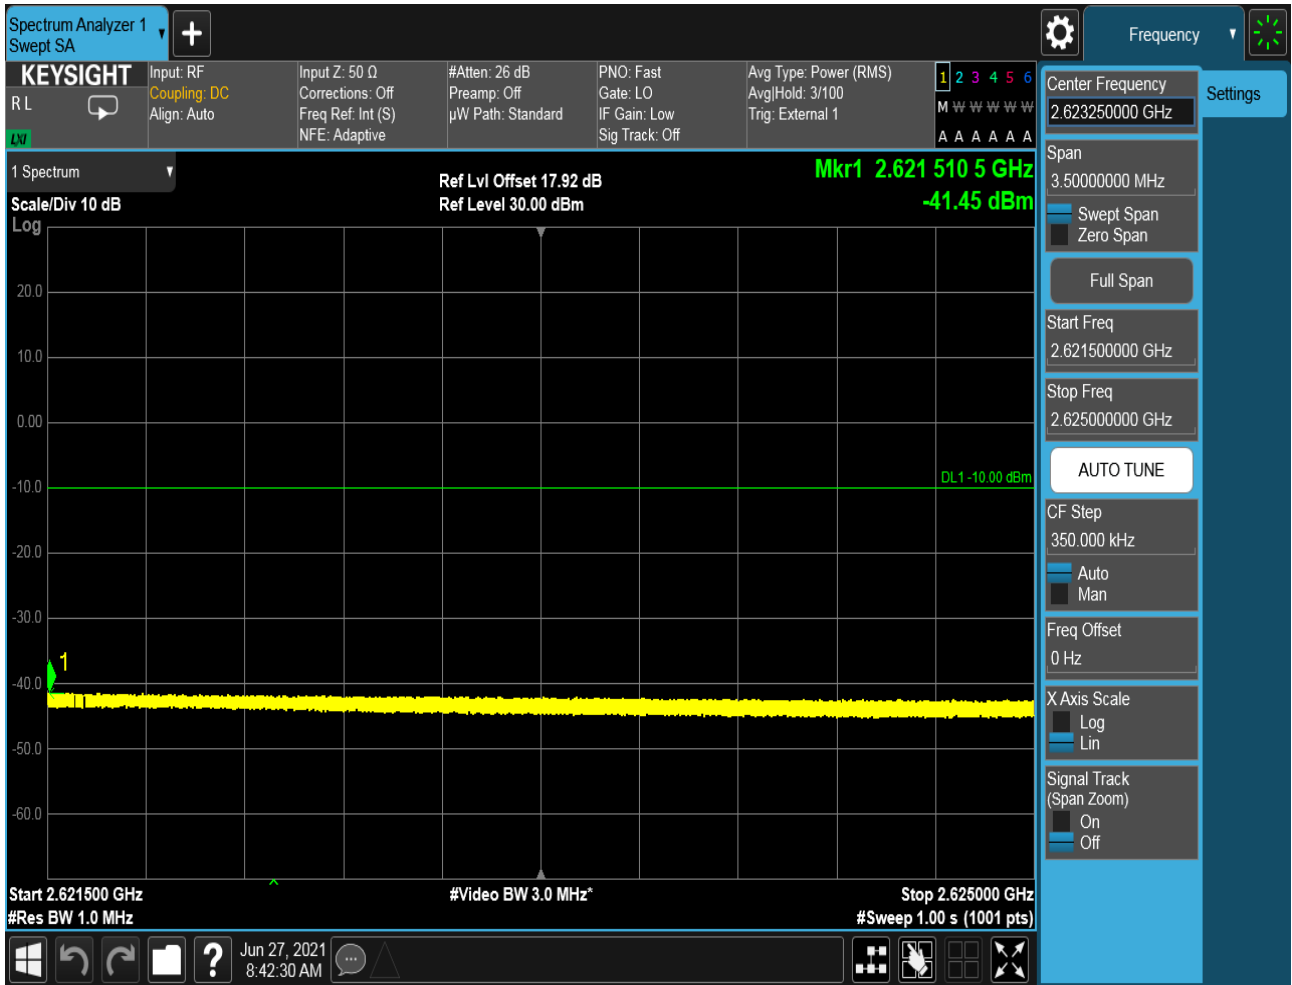 Spectrum Analyzer 1
Swept SA
Frequency
KEYSIGHT
R L
LXI
Input: RF
Coupling: DC
Align: Auto
Input Z: 50 Ω
Corrections: Off
Freq Ref: Int (S)
NFE: Adaptive
#Atten: 26 dB
Preamp: Off
µW Path: Standard
PNO: Fast
Gate: LO
IF Gain: Low
Sig Track: Off
Avg Type: Power (RMS)
Avg|Hold: 3/100
Trig: External 1
1 2 3 4 5 6
M W W W W W
A A A A A A
1 Spectrum
Scale/Div 10 dB
Log
Ref Lvl Offset 17.92 dB
Ref Level 30.00 dBm
Mkr1 2.621 510 5 GHz
-41.45 dBm
20.0
10.0
0.00
-10.0
-20.0
-30.0
-40.0
-50.0
-60.0
DL1 -10.00 dBm
1
Start 2.621500 GHz
#Res BW 1.0 MHz
#Video BW 3.0 MHz*
Stop 2.625000 GHz
#Sweep 1.00 s (1001 pts)
Center Frequency
2.623250000 GHz
Settings
Span
3.50000000 MHz
Swept Span
Zero Span
Full Span
Start Freq
2.621500000 GHz
Stop Freq
2.625000000 GHz
AUTO TUNE
CF Step
350.000 kHz
Auto
Man
Freq Offset
0 Hz
X Axis Scale
Log
Lin
Signal Track
(Span Zoom)
On
Off
?
Jun 27, 2021
8:42:30 AM